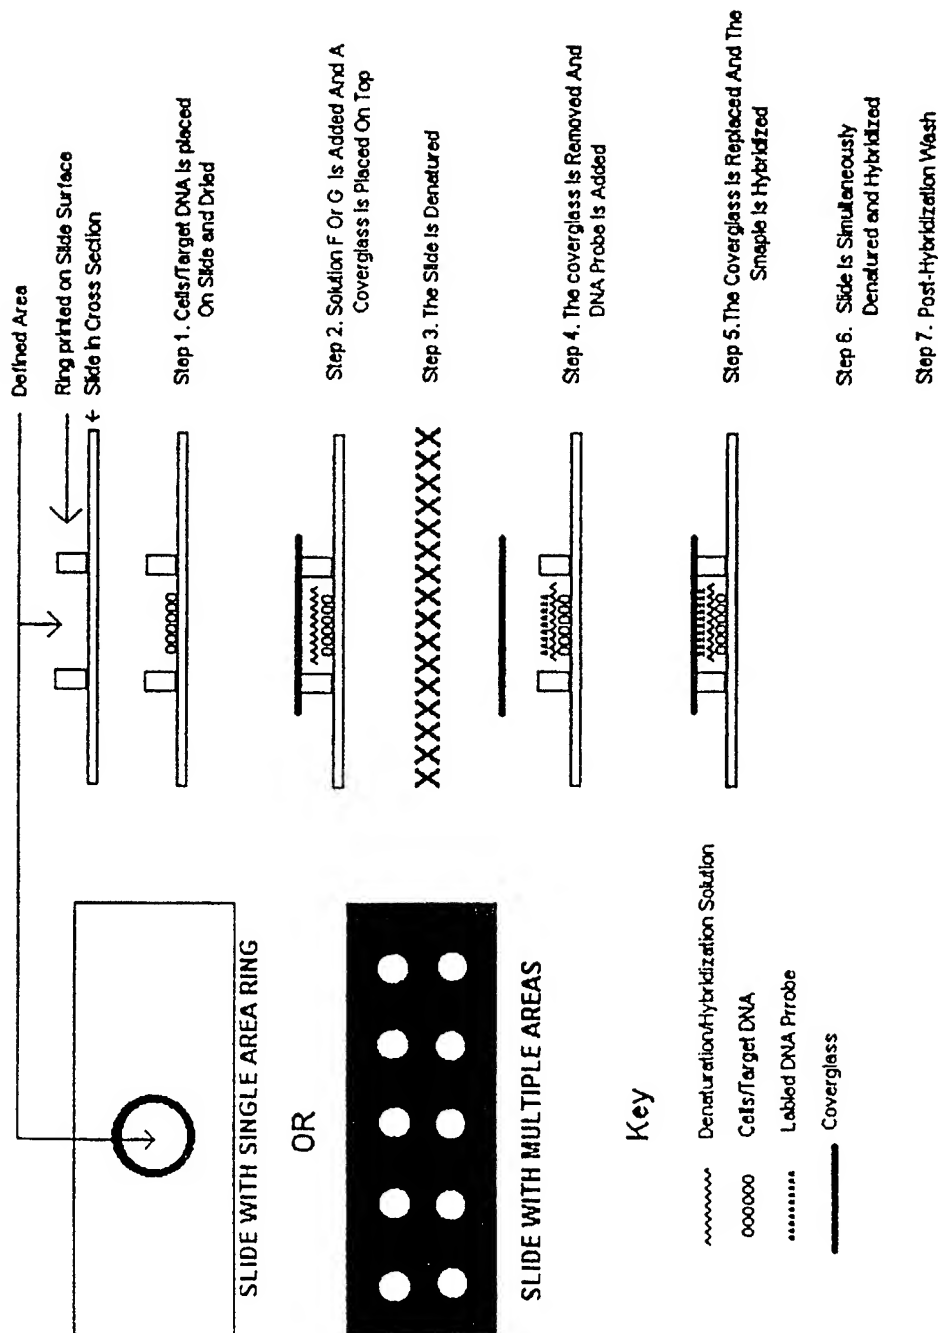 Defined Area
Ring printed on Slide Surface
Slide in Cross Section
Step 1. Cells/Target DNA Is placed
On Slide and Dried
Step 2. Solution F Or G Is Added And A
Coverglass Is Placed On Top
Step 3. The Slide Is Denatured
XXXXXXXXXXXXXXXXX
Step 4. The coverglass Is Removed And
DNA Probe Is Added
Step 5.The Coverglass Is Replaced And The
Smaple Is Hybridized
Step 6. Slide Is Simultaneously
Denatured and Hybridized
Step 7. Post-Hybridization Wash
SLIDE WITH SINGLE AREA RING
OR
SLIDE WITH MULTIPLE AREAS
Key
Denaturation/Hybridization Solution
Cells/Target DNA
Labled DNA Prrobe
Coverglass